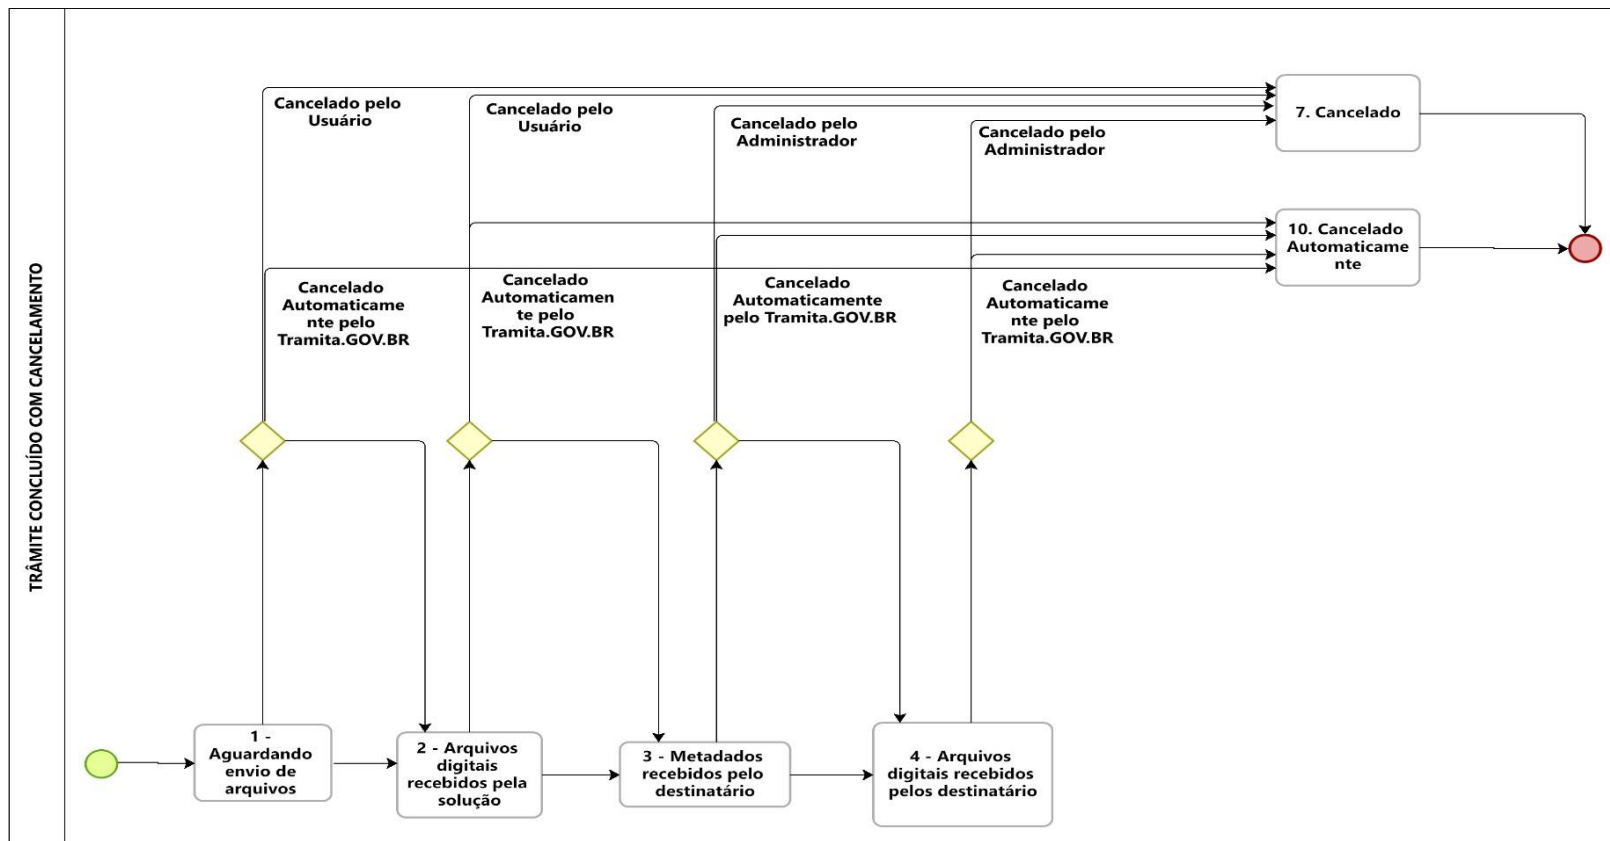 TRÂMITE CONCLUÍDO COM CANCELAMENTO
Cancelado pelo
Usuário
Cancelado pelo
Usuário
Cancelado pelo
Administrador
Cancelado pelo
Administrador
7. Cancelado
10. Cancelado
Automaticame
nte
Cancelado
Automaticame
nte pelo
Tramita.GOV.BR
Cancelado
Automaticamen
te pelo
Tramita.GOV.BR
Cancelado
Automaticamente
pelo Tramita.GOV.BR
Cancelado
Automaticame
nte pelo
Tramita.GOV.BR
1 -
Aguardando
envio de
arquivos
2 - Arquivos
digitais
recebidos pela
solução
3 - Metadados
recebidos pelo
destinatário
4 - Arquivos
digitais recebidos
pelos destinatário